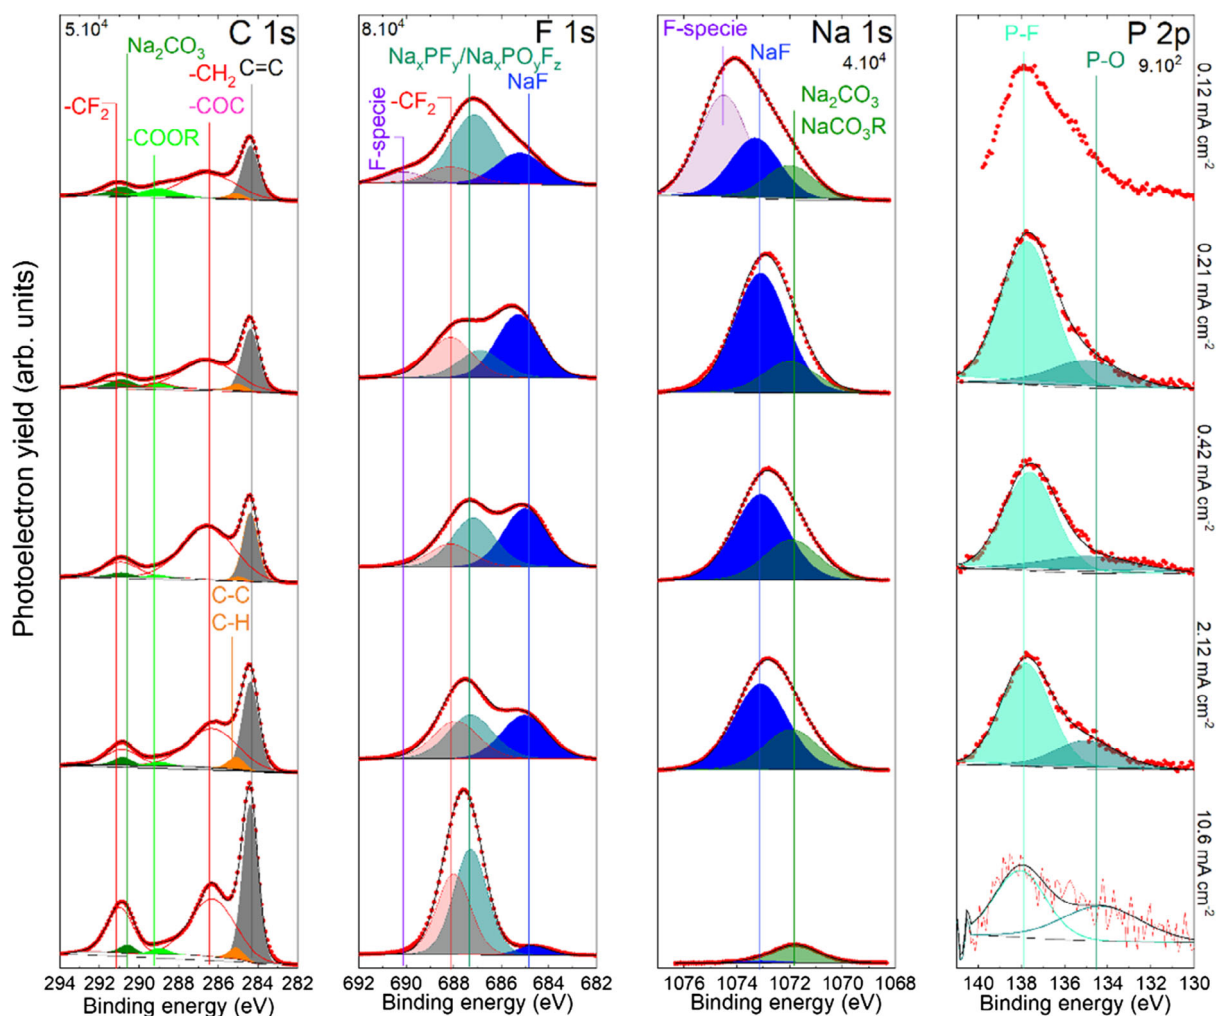 Photoelectron yield (arb. units)
5.10⁴
C 1s
Na₂CO₃
-CH₂
C=C
-CF₂
-COC
-COOR
C-C
C-H
294 292 290 288 286 284 282
Binding energy (eV)
8.10⁴
F 1s
NaₓPFᵧ/NaₓPOᵧF_z
-CF₂
NaF
F-specie
692 690 688 686 684 682
Binding energy (eV)
Na 1s
F-specie
NaF
4.10⁴
Na₂CO₃
NaCO₃R
1076 1074 1072 1070 1068
Binding energy (eV)
P 2p
P-F
P-O
9.10²
140 138 136 134 132 130
Binding energy (eV)
0.12 mA cm⁻²
0.21 mA cm⁻²
0.42 mA cm⁻²
2.12 mA cm⁻²
10.6 mA cm⁻²